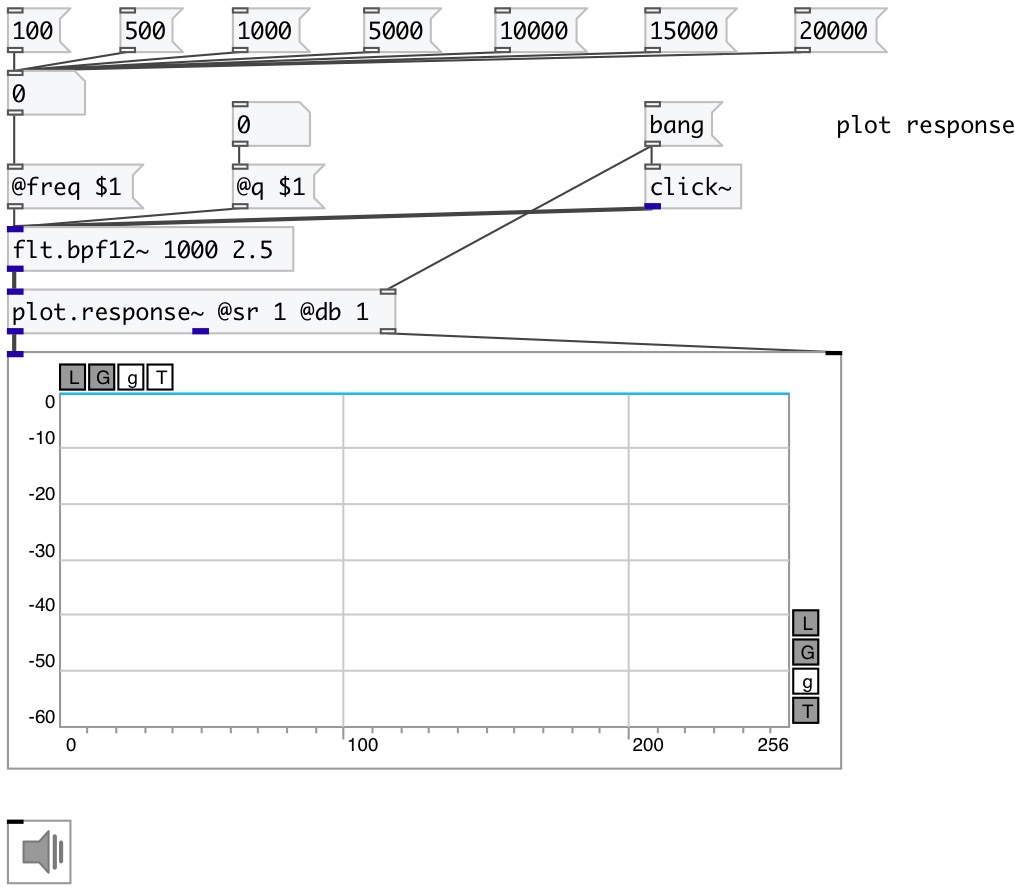 100 500 1000 5000 10000 15000 20000
0
0 bang plot response
@freq $1 @q $1 click~
flt.bpf12~ 1000 2.5
plot.response~ @sr 1 @db 1
L G g T
0
-10
-20
-30
-40
-50
-60
L
G
g
T
0 100 200 256